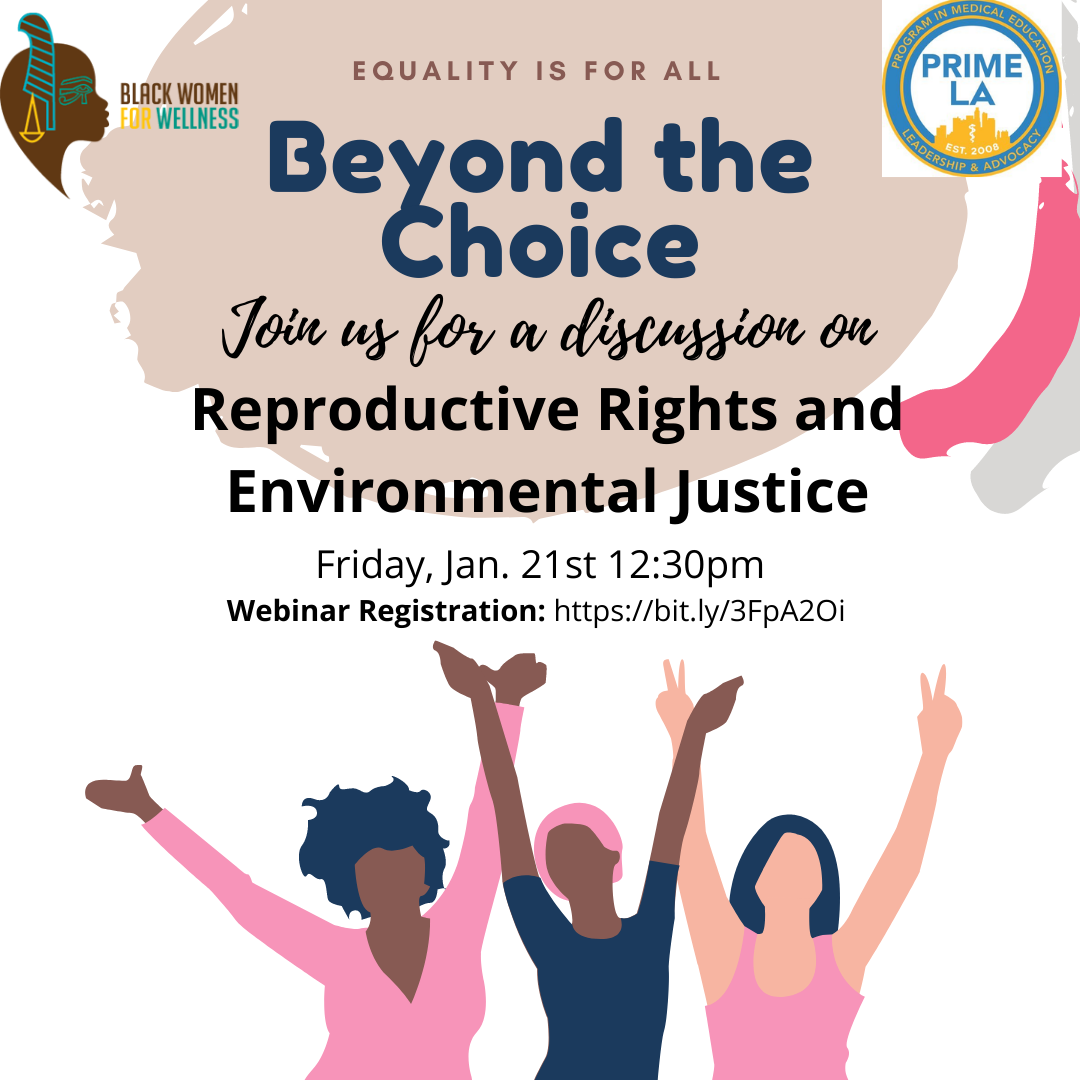 BLACK WOMEN
FOR WELLNESS
EQUALITY IS FOR ALL
PROGRAM IN MEDICAL EDUCATION
PRIME
LA
EST. 2008
LEADERSHIP & ADVOCACY
Beyond the
Choice
Join us for a discussion on
Reproductive Rights and
Environmental Justice
Friday, Jan. 21st 12:30pm
Webinar Registration: https://bit.ly/3FpA2Oi